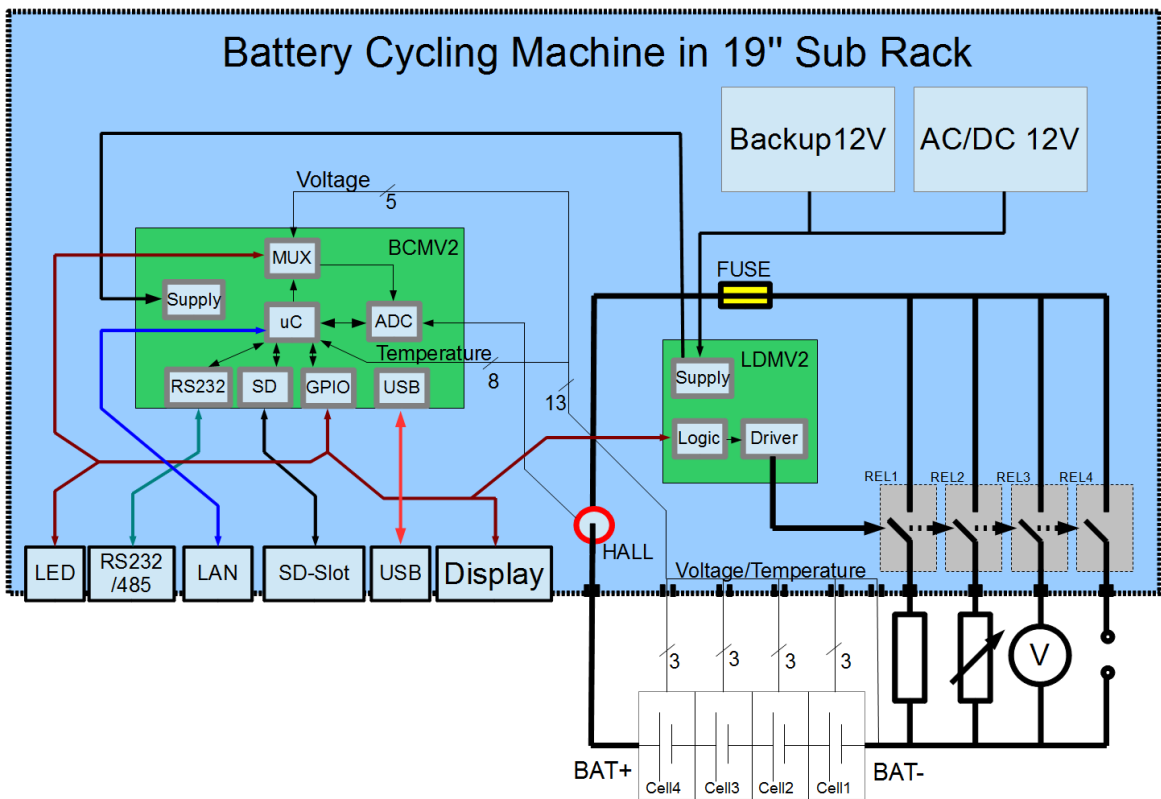 Battery Cycling Machine in 19" Sub Rack
Backup12V
AC/DC 12V
Voltage
5
BCMV2
MUX
Supply
uC
ADC
Temperature
8
RS232
SD
GPIO
USB
13
FUSE
LDMV2
Supply
Logic
Driver
REL1
REL2
REL3
REL4
HALL
LED
RS232
/485
LAN
SD-Slot
USB
Display
Voltage/Temperature
3
3
3
3
V
BAT+
Cell4
Cell3
Cell2
Cell1
BAT-